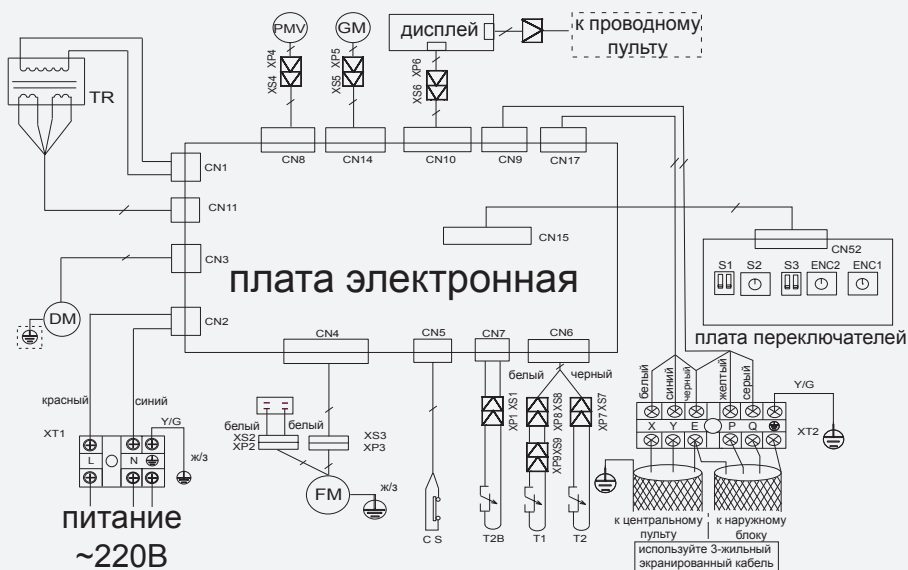 PMV
GM
дисплей
к проводному
пульту
XS4 XP4
XS5 XP5
XS6 XP6
TR
CN8
CN14
CN10
CN9
CN17
CN1
CN11
CN15
CN3
CN52
S1
S2
S3
ENC2
ENC1
плата электронная
DM
CN2
плата переключателей
CN4
CN5
CN7
CN6
белый
черный
красный
синий
Y/G
XT1
L
N
ж/з
белый
белый
XS2
XP2
XS3
XP3
FM
ж/з
XP1 XS1
XP8 XS8
XP9XS9
XP7 XS7
C S
T2B
T1
T2
белый
синий
черный
желтый
серый
Y/G
X
Y
E
P
Q
XT2
питание
~220В
к центральному
пульту
к наружному
блоку
используйте 3-жильный
экранированный кабель